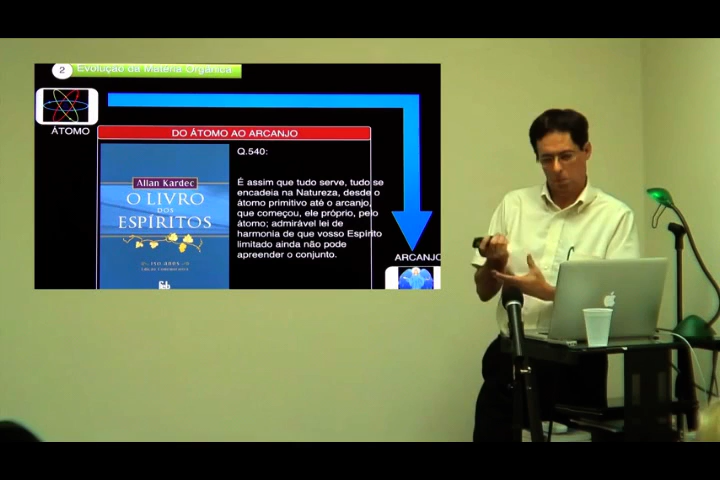 2 Evolução da Matéria Orgânica
ÁTOMO
DO ÁTOMO AO ARCANJO
Q.540:
Allan Kardec
O LIVRO
DOS
ESPÍRITOS
É assim que tudo serve, tudo se
encadeia na Natureza, desde o
átomo primitivo até o arcanjo,
que começou, ele próprio, pelo
átomo; admirável lei de
harmonia de que vosso Espírito
limitado ainda não pode
apreender o conjunto.
ARCANJO